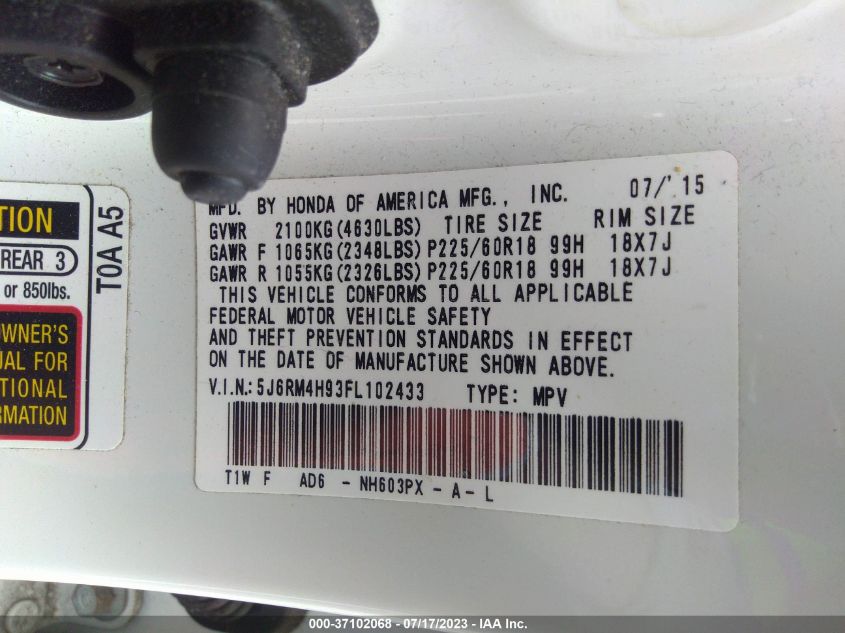 MFD. BY HONDA OF AMERICA MFG., INC. 07/'15
GVWR 2100KG(4630LBS) TIRE SIZE RIM SIZE
GAWR F 1065KG(2348LBS) P225/60R18 99H 18X7J
GAWR R 1055KG(2326LBS) P225/60R18 99H 18X7J
THIS VEHICLE CONFORMS TO ALL APPLICABLE
FEDERAL MOTOR VEHICLE SAFETY
AND THEFT PREVENTION STANDARDS IN EFFECT
ON THE DATE OF MANUFACTURE SHOWN ABOVE.
V.I.N.: 5J6RM4H93FL102433 TYPE: MPV
T1W F AD6 - NH603PX - A - L
TION
REAR 3
or 850lbs.
OWNER'S
UAL FOR
TIONAL
RMATION
T0A A5
000-37102068 - 07/17/2023 - IAA Inc.